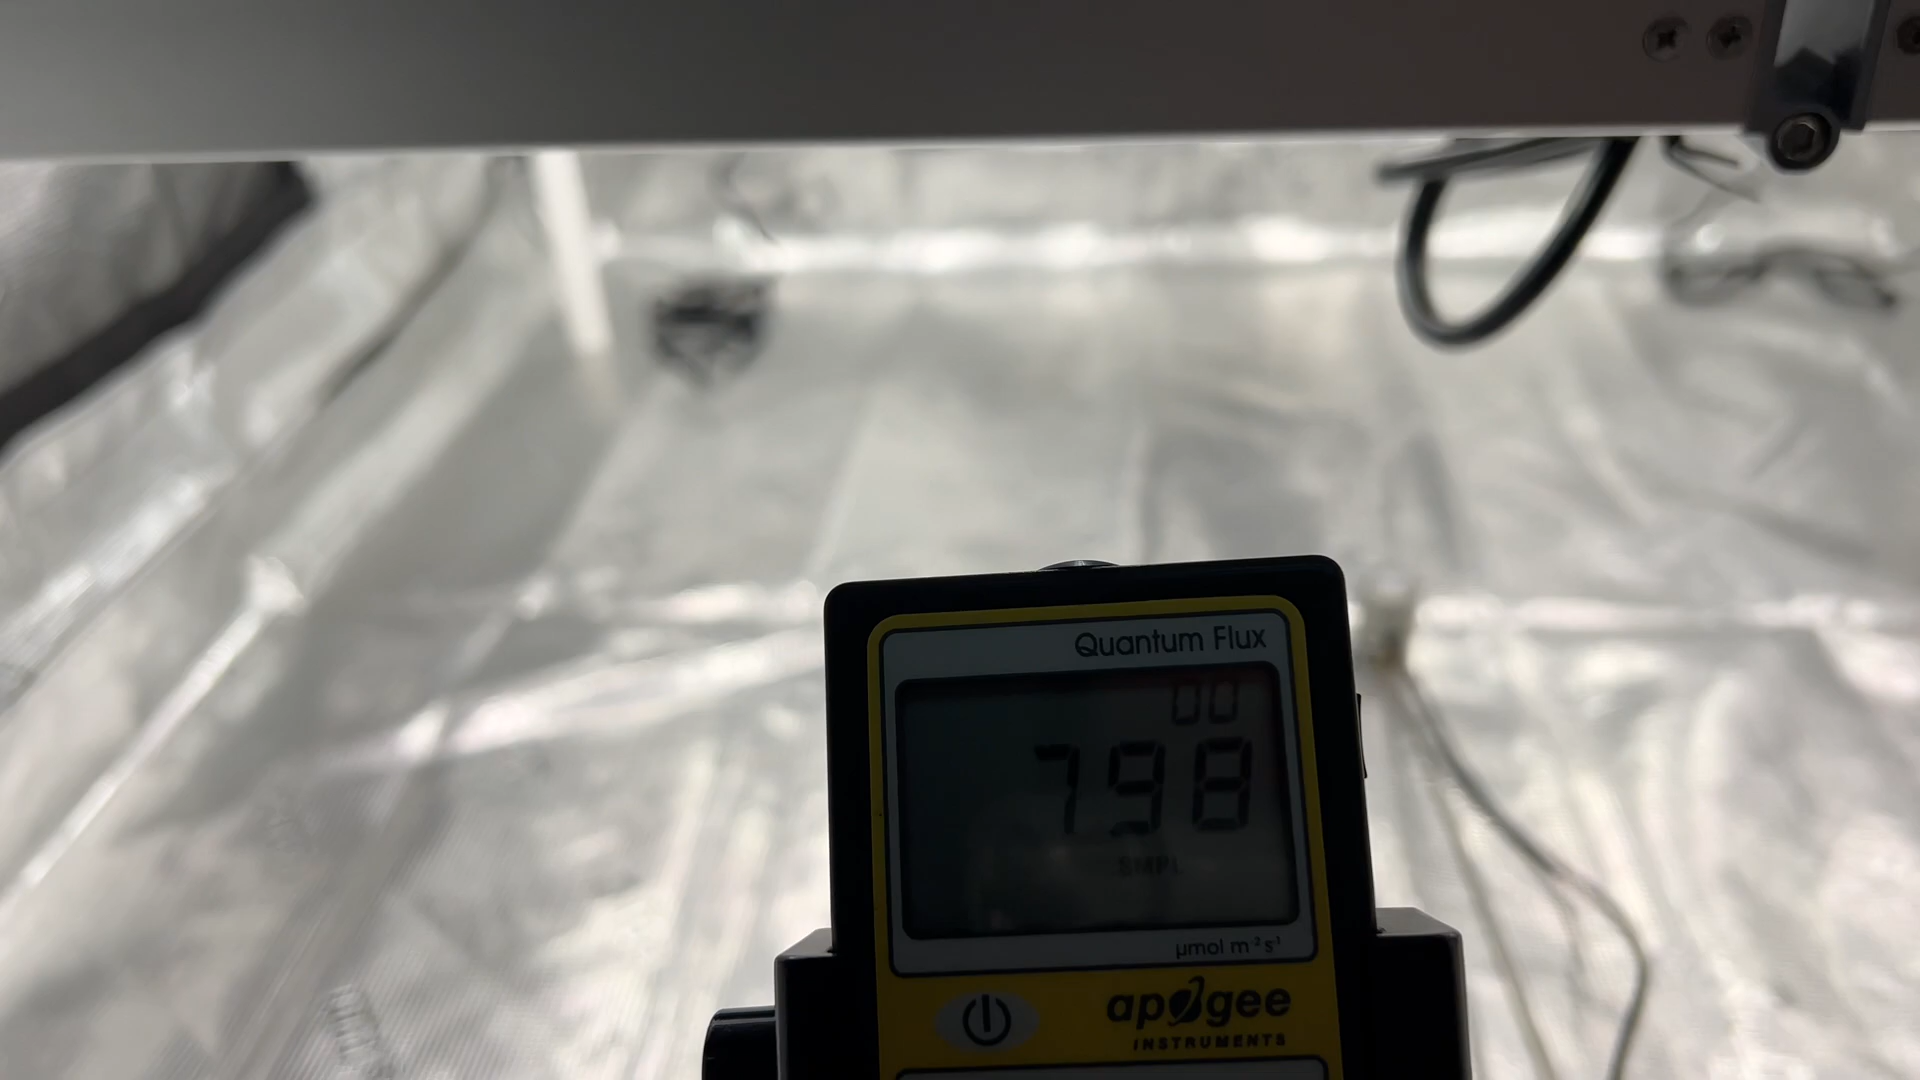 Quantum Flux
00
798
SMPL
µmol m⁻² s⁻¹
apogee
INSTRUMENTS